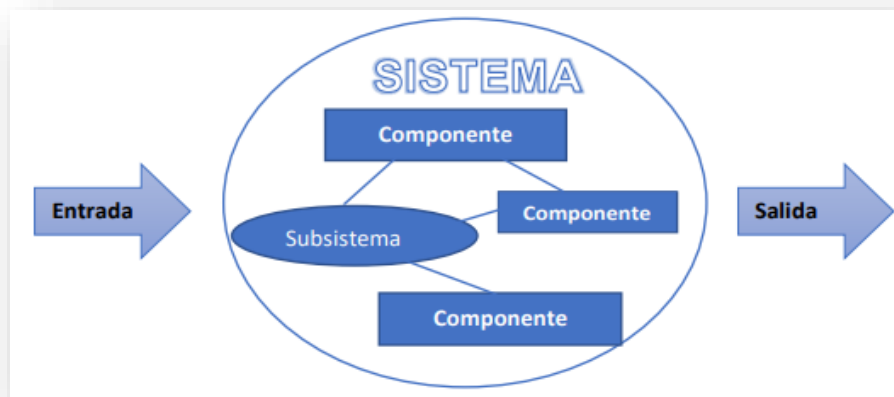 SISTEMA
Componente
Entrada
Componente
Salida
Subsistema
Componente